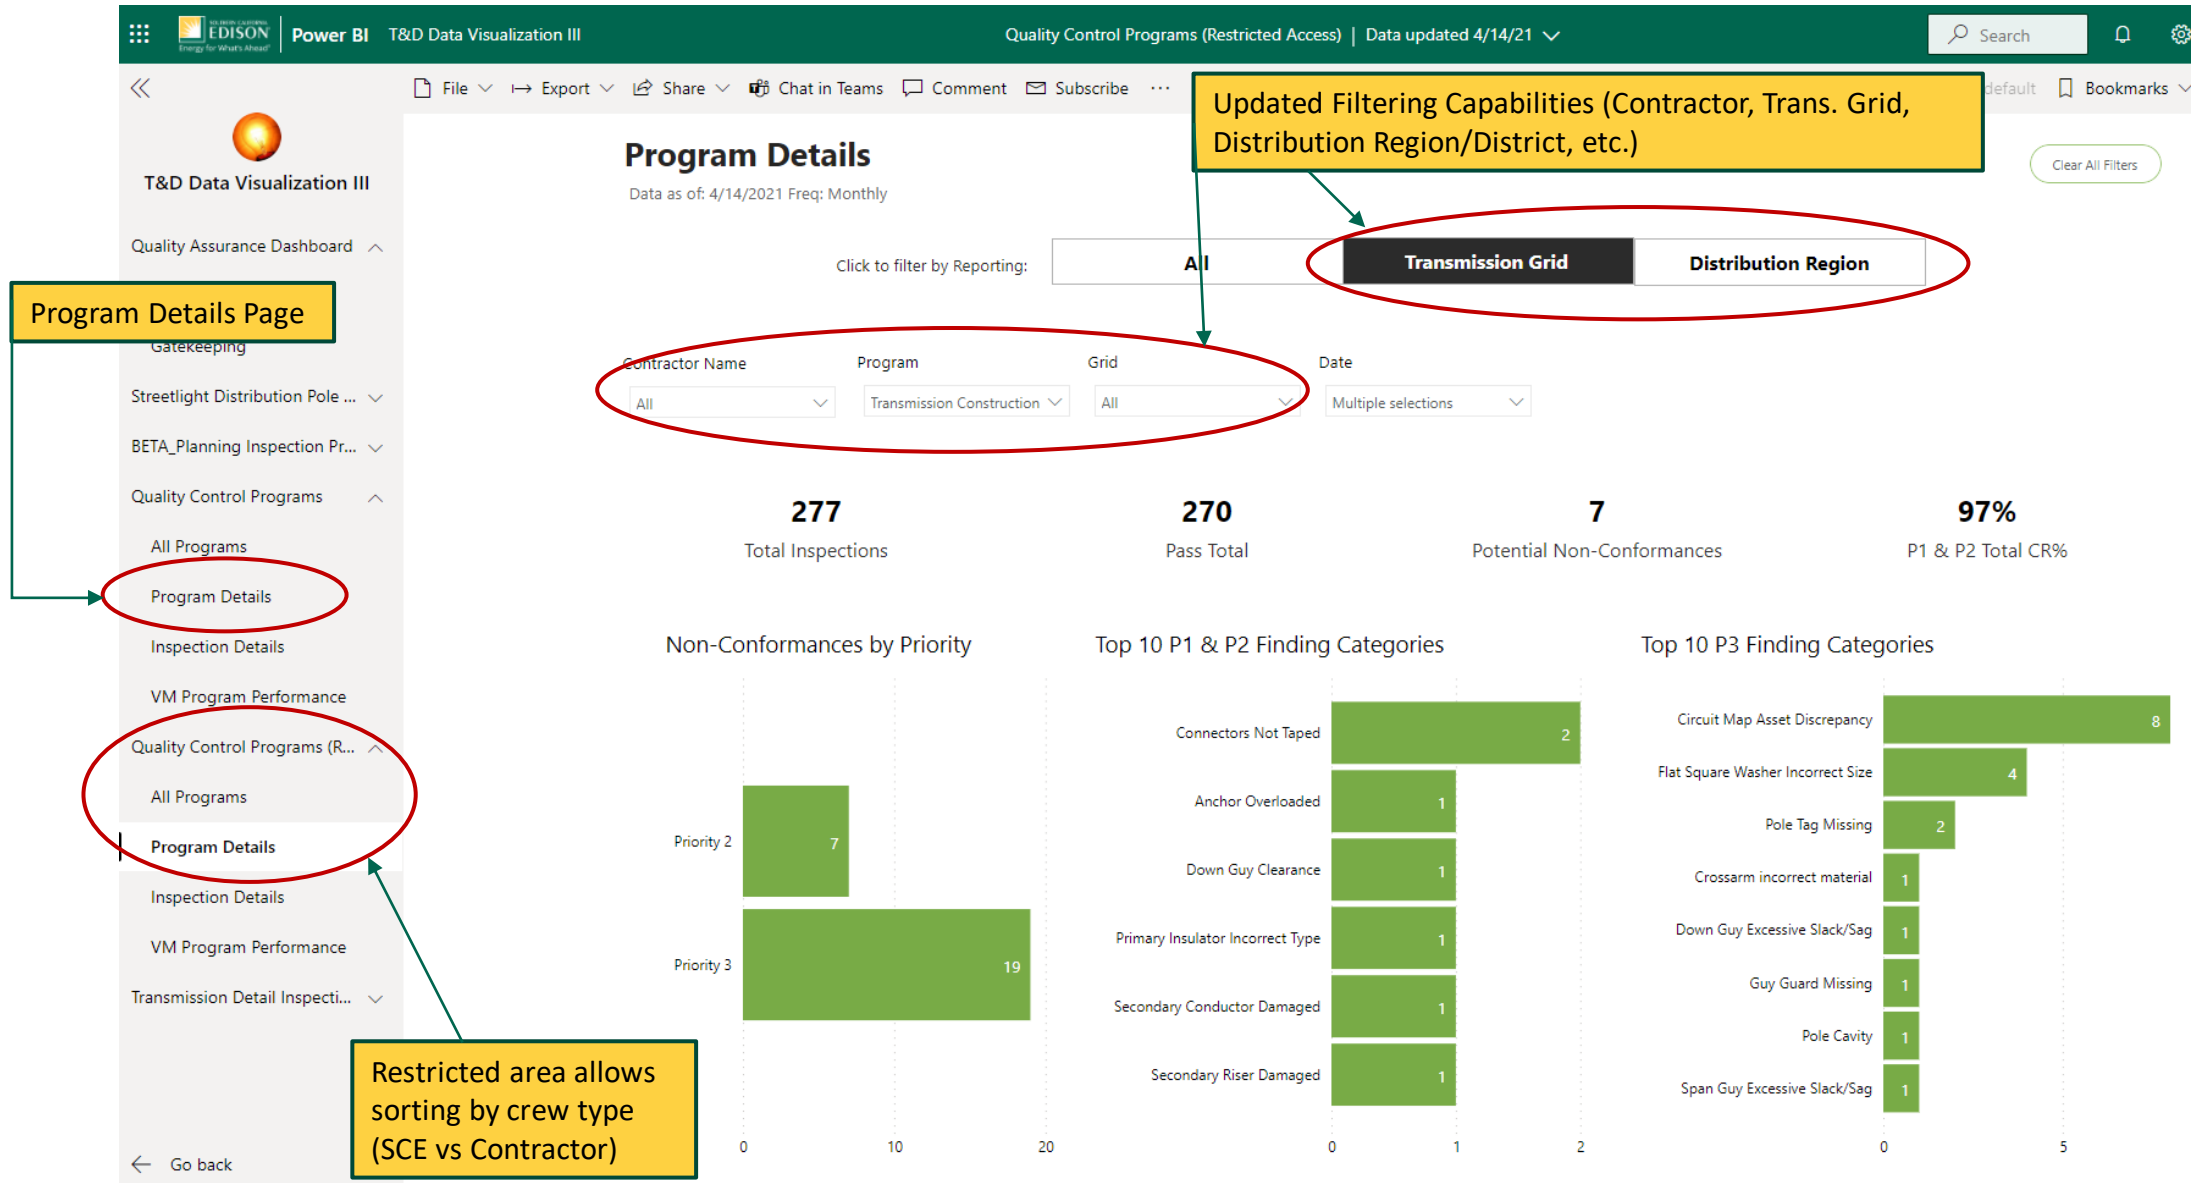 SOUTHERN CALIFORNIA
EDISON
Energy for What's Ahead
Power BI T&D Data Visualization III
Quality Control Programs (Restricted Access) | Data updated 4/14/21
Search
File Export Share Chat in Teams Comment Subscribe ...
default Bookmarks
Updated Filtering Capabilities (Contractor, Trans. Grid,
Distribution Region/District, etc.)
T&D Data Visualization III
Quality Assurance Dashboard
Program Details Page
Gatekeeping
Streetlight Distribution Pole ...
BETA_Planning Inspection Pr...
Quality Control Programs
All Programs
Program Details
Inspection Details
VM Program Performance
Quality Control Programs (R...
All Programs
Program Details
Inspection Details
VM Program Performance
Transmission Detail Inspecti...
Go back
Restricted area allows
sorting by crew type
(SCE vs Contractor)
Program Details
Data as of: 4/14/2021 Freq: Monthly
Clear All Filters
Click to filter by Reporting: All Transmission Grid Distribution Region
Contractor Name Program Grid Date
All Transmission Construction All Multiple selections
277 270 7 97%
Total Inspections Pass Total Potential Non-Conformances P1 & P2 Total CR%
Non-Conformances by Priority
Priority 2 7
Priority 3 19
0 10 20
Top 10 P1 & P2 Finding Categories
Connectors Not Taped 2
Anchor Overloaded 1
Down Guy Clearance 1
Primary Insulator Incorrect Type 1
Secondary Conductor Damaged 1
Secondary Riser Damaged 1
0 1 2
Top 10 P3 Finding Categories
Circuit Map Asset Discrepancy 8
Flat Square Washer Incorrect Size 4
Pole Tag Missing 2
Crossarm incorrect material 1
Down Guy Excessive Slack/Sag 1
Guy Guard Missing 1
Pole Cavity 1
Span Guy Excessive Slack/Sag 1
0 5